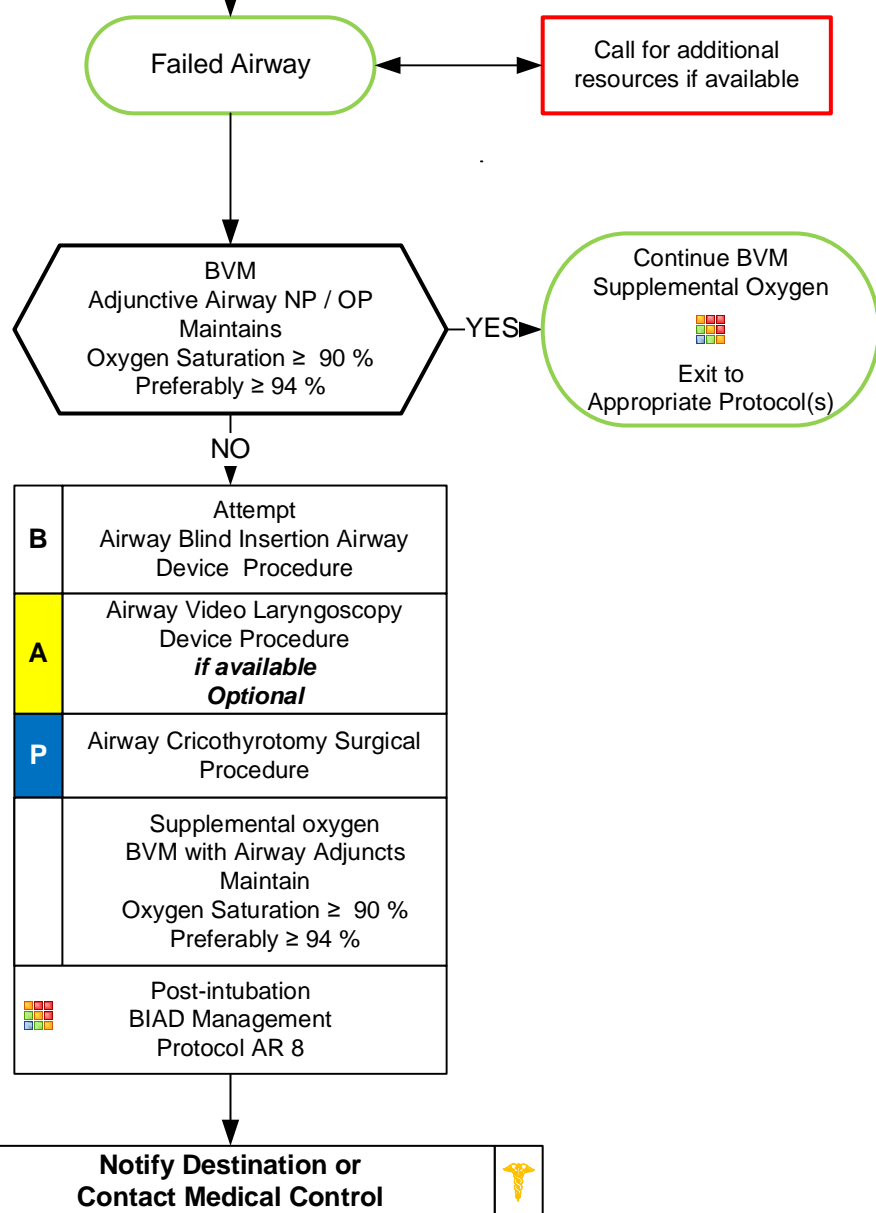 Failed Airway
Call for additional
resources if available
BVM
Adjunctive Airway NP / OP
Maintains
Oxygen Saturation ≥ 90 %
Preferably ≥ 94 %
YES
Continue BVM
Supplemental Oxygen
Exit to
Appropriate Protocol(s)
NO
B
Attempt
Airway Blind Insertion Airway
Device Procedure
A
Airway Video Laryngoscopy
Device Procedure
if available
Optional
P
Airway Cricothyrotomy Surgical
Procedure
Supplemental oxygen
BVM with Airway Adjuncts
Maintain
Oxygen Saturation ≥ 90 %
Preferably ≥ 94 %
Post-intubation
BIAD Management
Protocol AR 8
Notify Destination or
Contact Medical Control